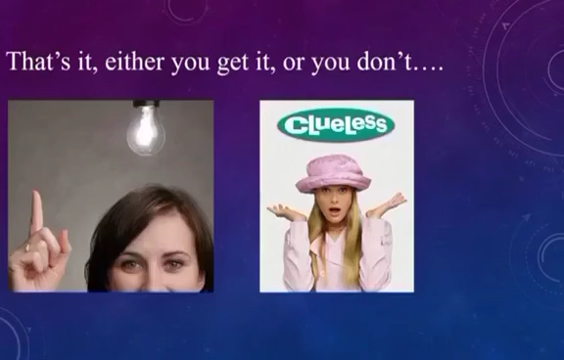 That's it, either you get it, or you don't….
CLUELESS